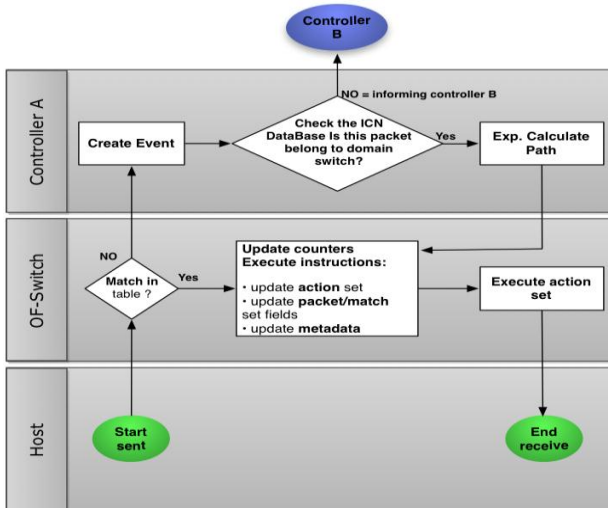 Controller
B
NO = informing controller B
Controller A
Create Event
Check the ICN
DataBase Is this packet
belong to domain
switch?
Yes
Exp. Calculate
Path
OF-Switch
NO
Match in
table ?
Yes
Update counters
Execute instructions:
• update action set
• update packet/match
set fields
• update metadata
Execute action
set
Host
Start
sent
End
receive